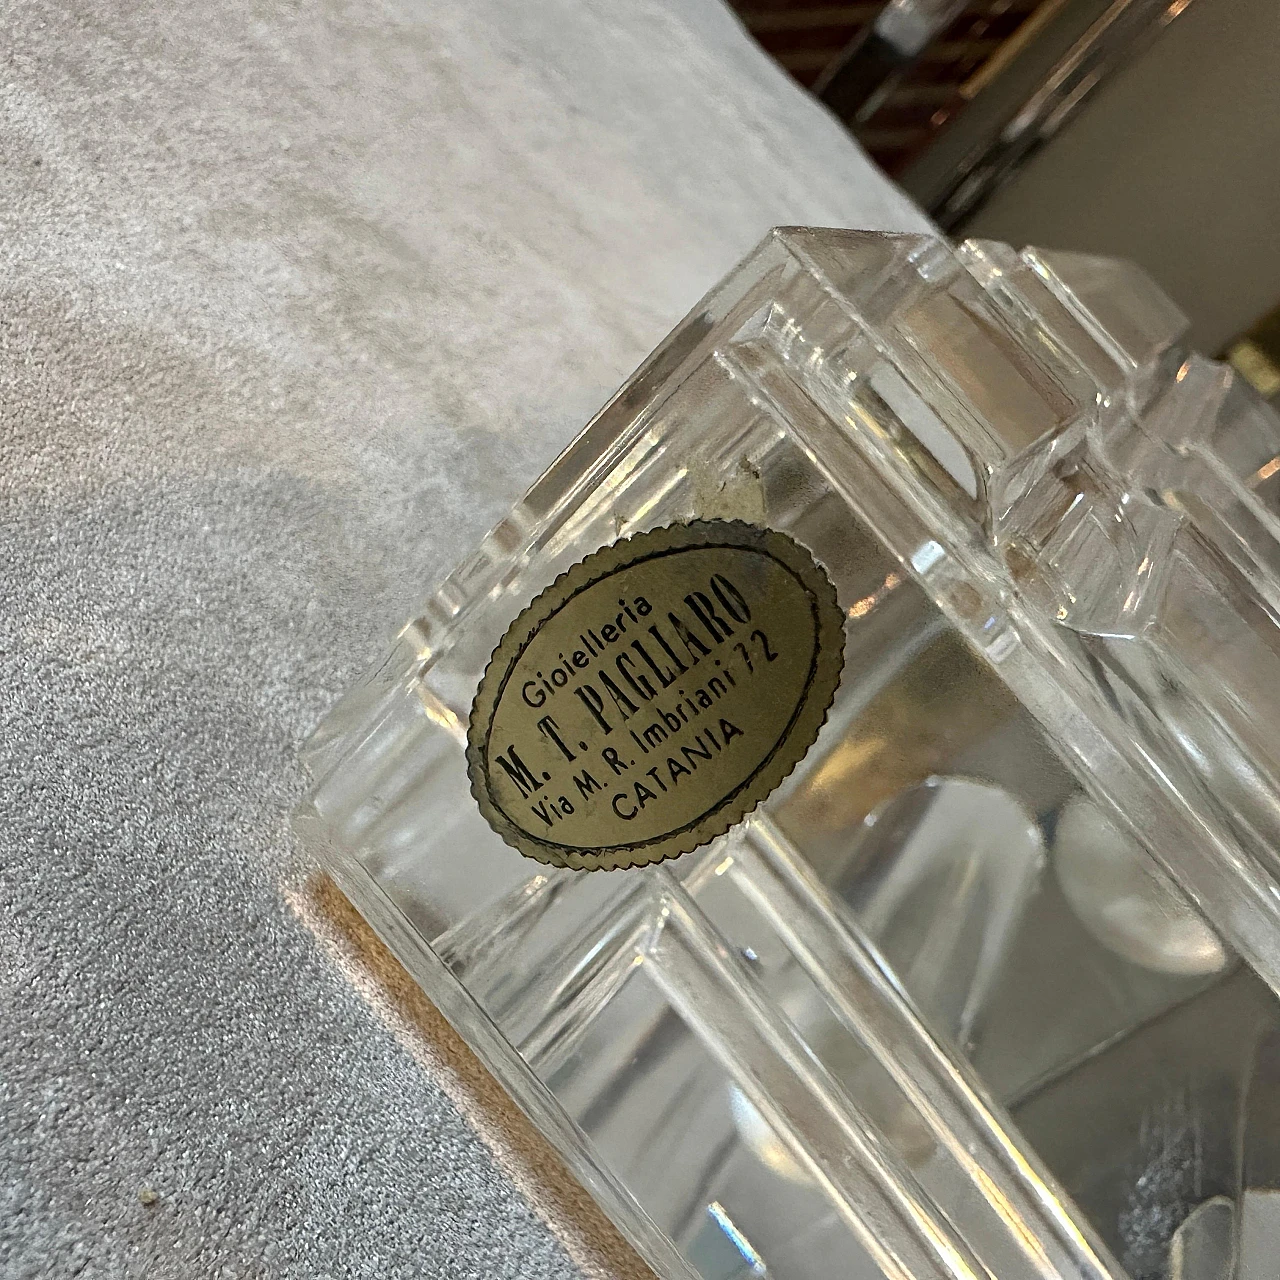 Gioielleria
M. T. PAGLIARO
Via M. R. Imbriani 72
CATANIA